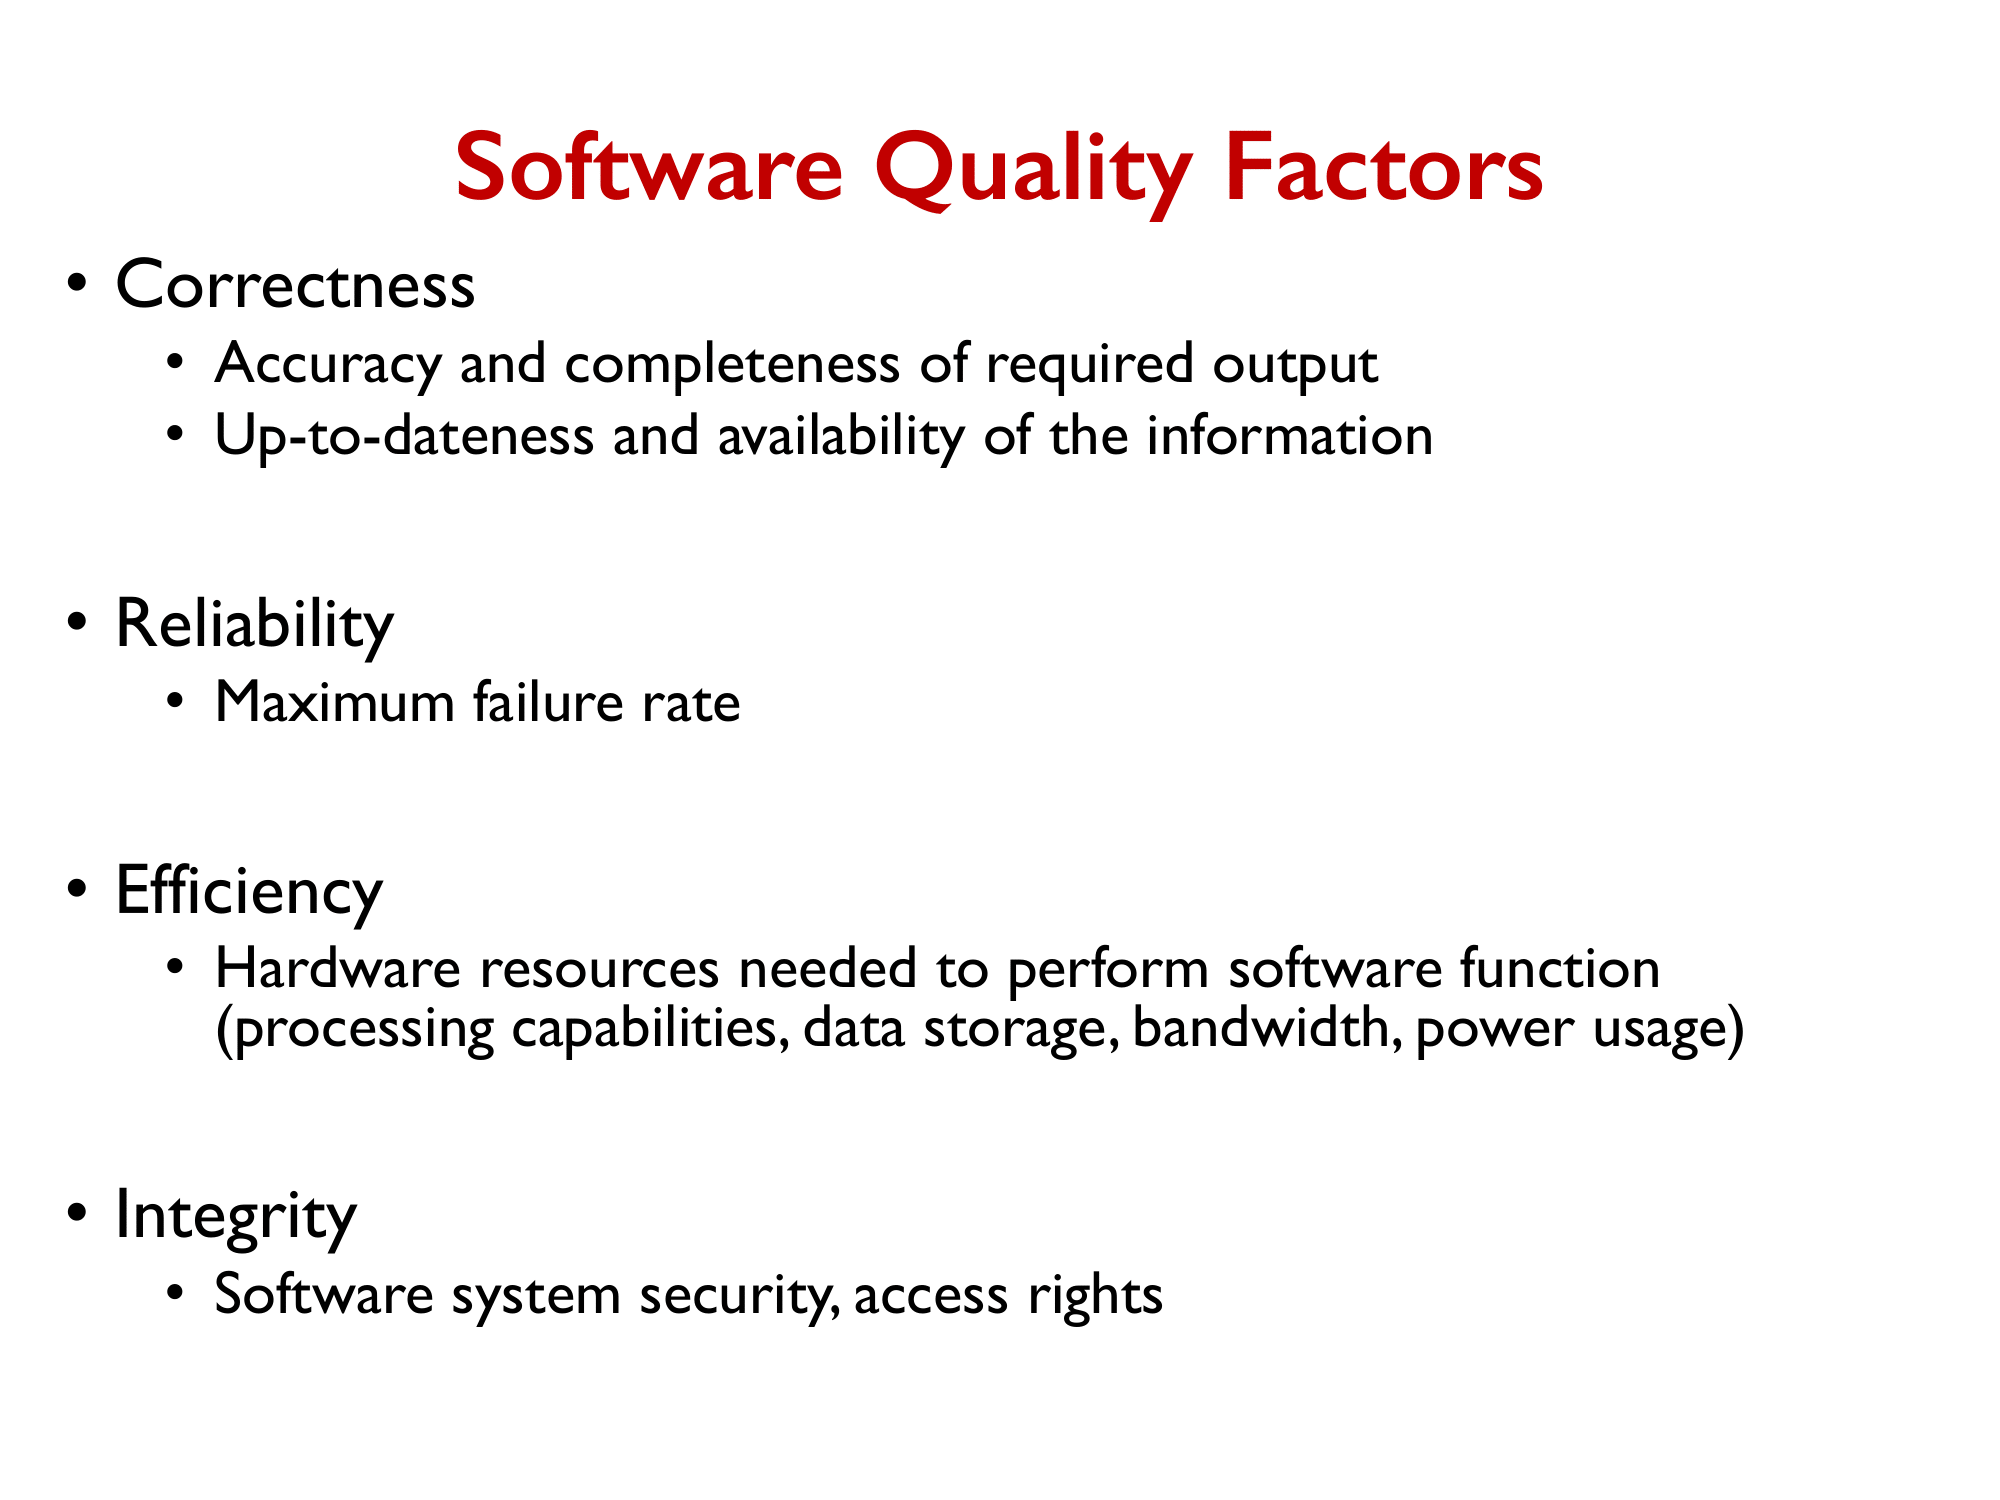 Software Quality Factors
• Correctness
• Accuracy and completeness of required output
• Up-to-dateness and availability of the information
• Reliability
• Maximum failure rate
• Efficiency
• Hardware resources needed to perform software function
(processing capabilities, data storage, bandwidth, power usage)
• Integrity
• Software system security, access rights